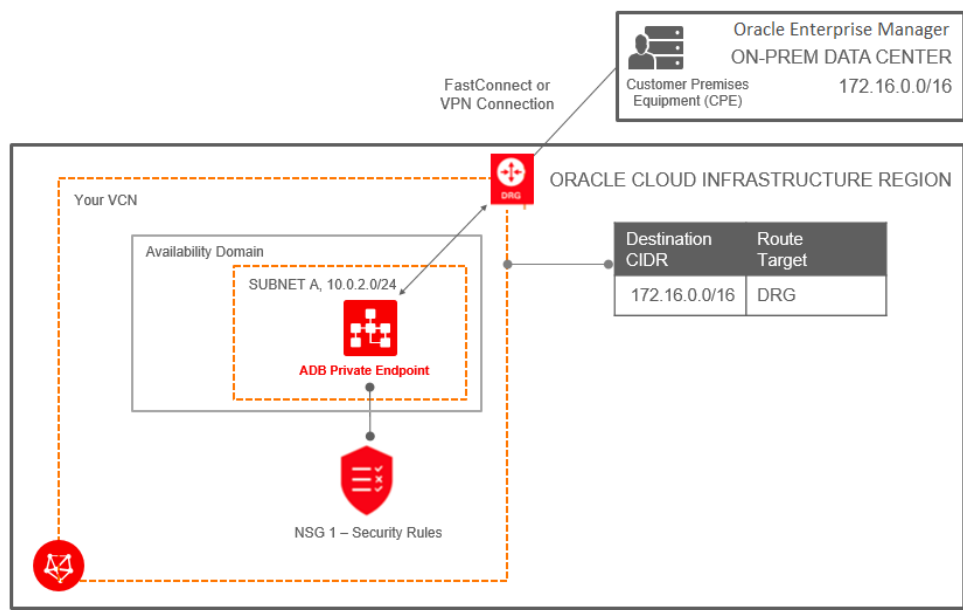 Oracle Enterprise Manager
ON-PREM DATA CENTER
172.16.0.0/16
Customer Premises
Equipment (CPE)
FastConnect or
VPN Connection
DRG
ORACLE CLOUD INFRASTRUCTURE REGION
Your VCN
Availability Domain
SUBNET A, 10.0.2.0/24
ADB Private Endpoint
Destination
CIDR
Route
Target
172.16.0.0/16
DRG
NSG 1 – Security Rules